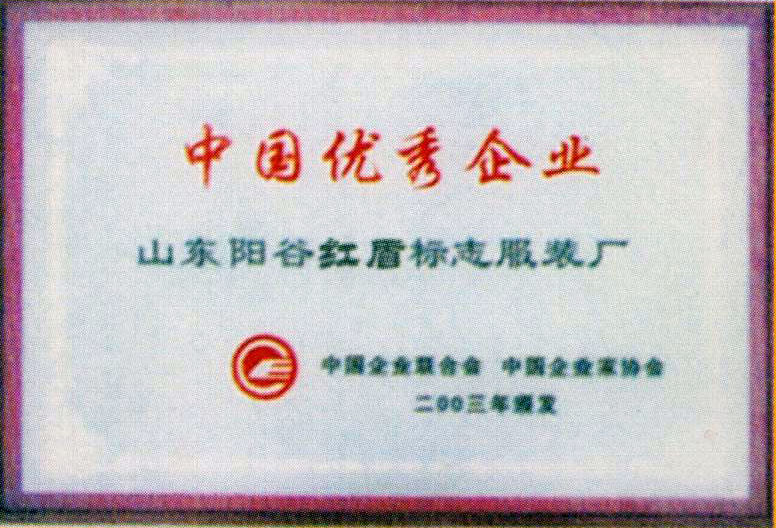 中国优秀企业
山东阳谷红盾标志服装厂
中国企业联合会 中国企业家协会
二00三年颁发